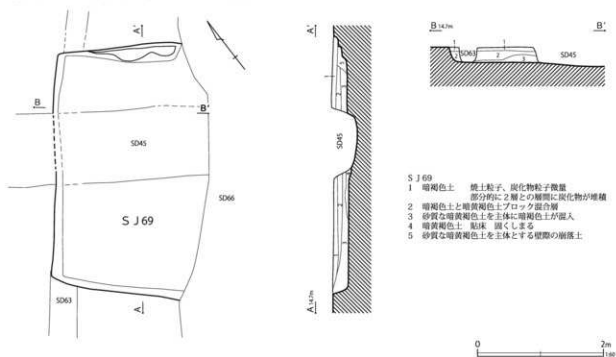 A'
A'
B 14.7m
B'
SD63
SD45
1
2
3
B
B'
SD45
SD45
SD66
S J 69
SD63
A
A 14.7m
S J 69
1 暗褐色土 焼土粒子、炭化物粒子微量
部分的に2層との層間に炭化物が堆積
2 暗褐色土と暗黄褐色土ブロック混合層
3 砂質な暗黄褐色土を主体に暗褐色土が混入
4 暗黄褐色土 貼床 固くしまる
5 砂質な暗黄褐色土を主体とする壁際の崩落土
0 2m
1:60